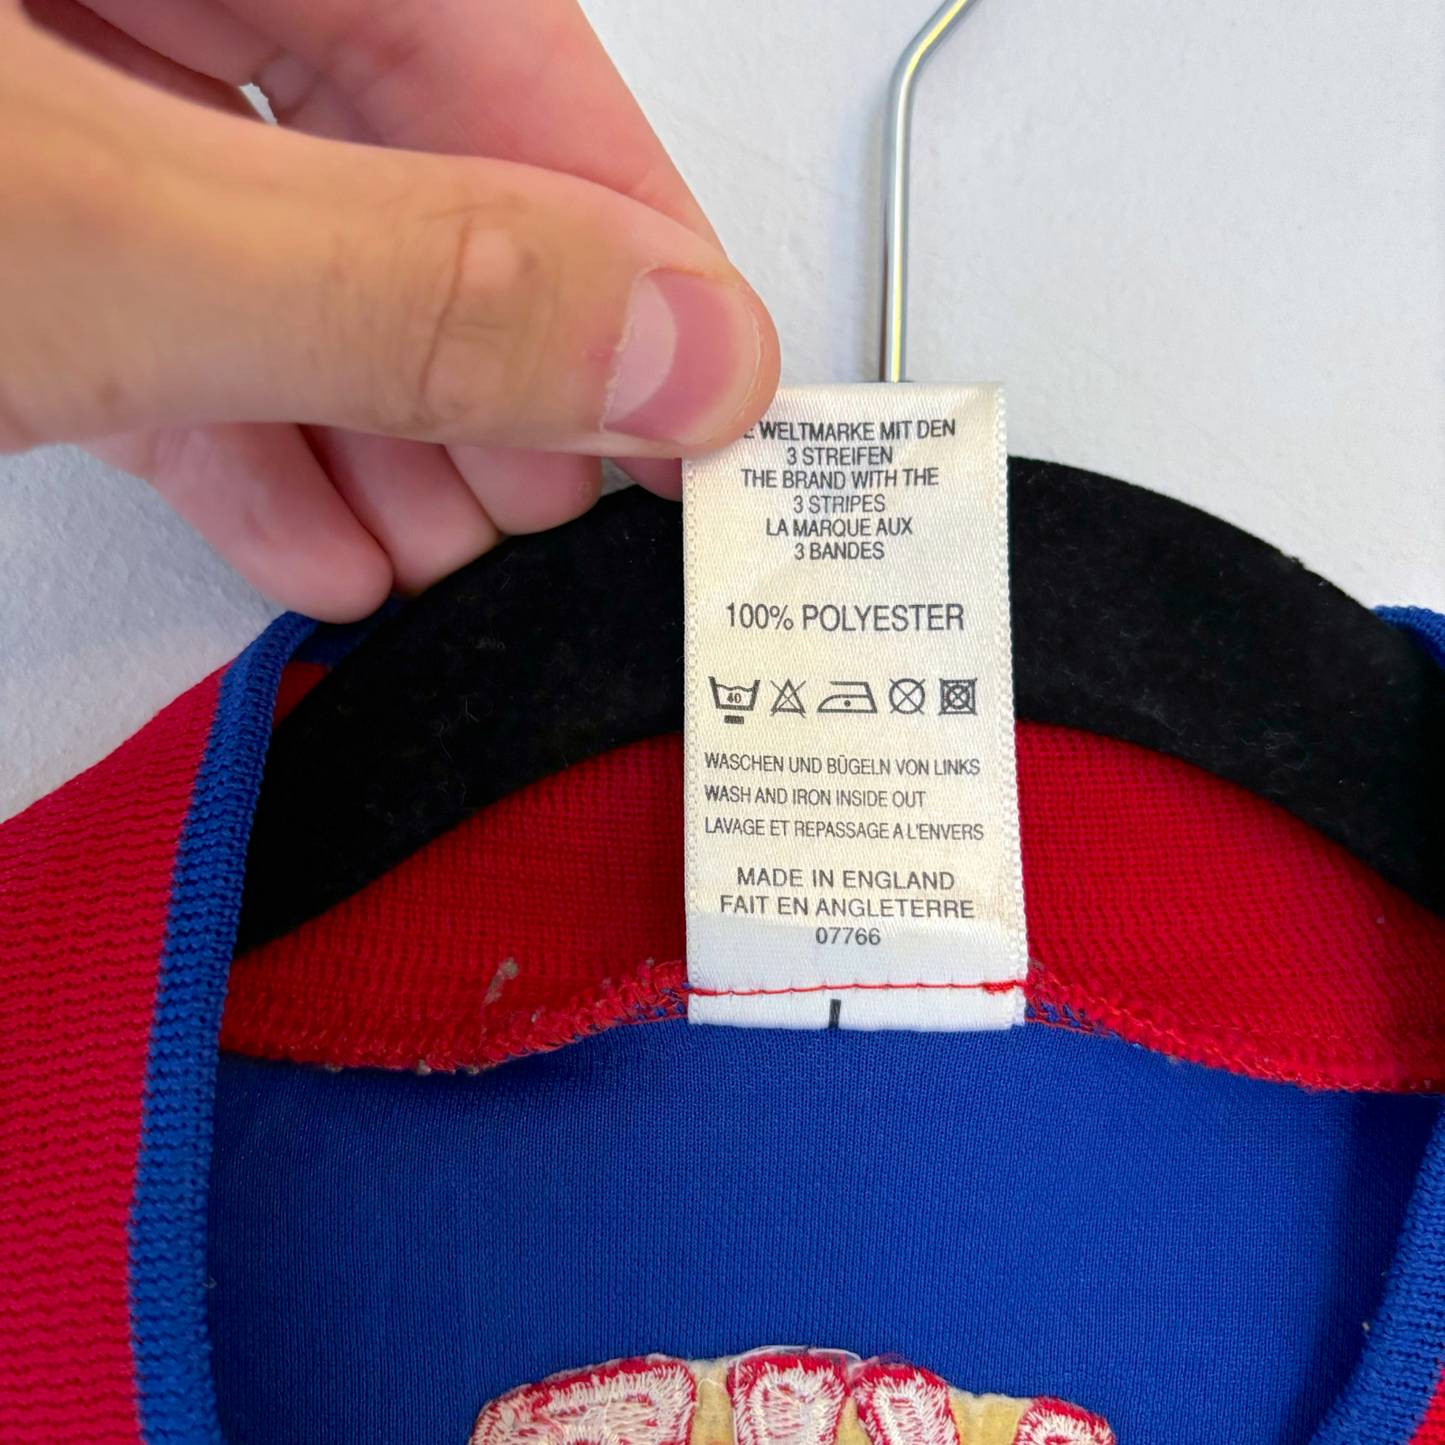 WELTMARKE MIT DEN
3 STREIFEN
THE BRAND WITH THE
3 STRIPES
LA MARQUE AUX
3 BANDES
100% POLYESTER
40
WASCHEN UND BÜGELN VON LINKS
WASH AND IRON INSIDE OUT
LAVAGE ET REPASSAGE A L'ENVERS
MADE IN ENGLAND
FAIT EN ANGLETERRE
07766